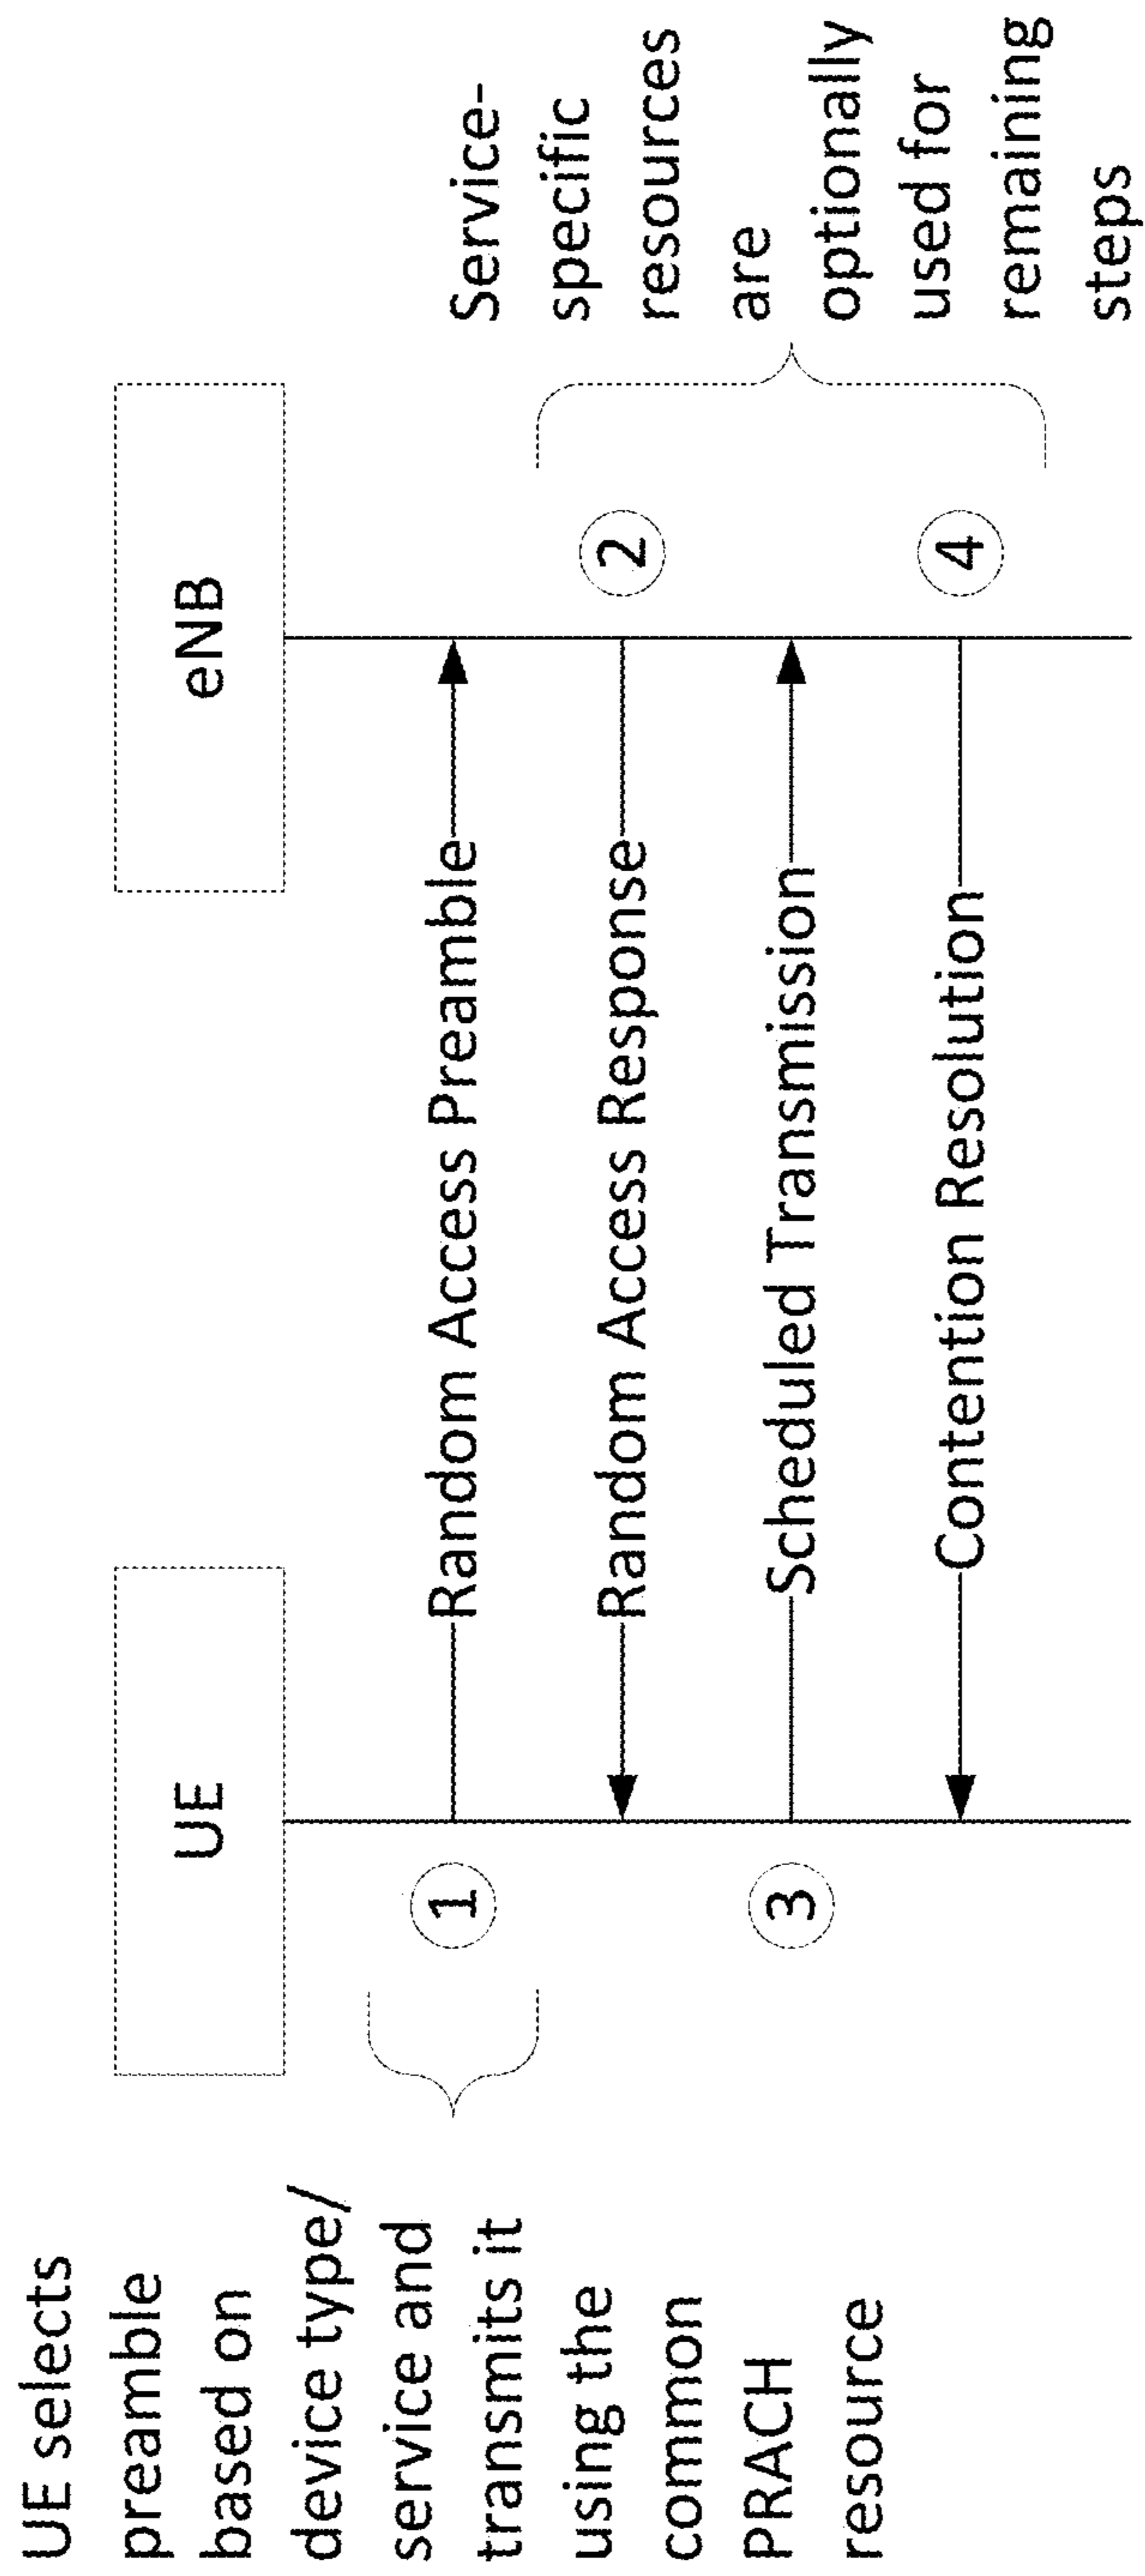 UE selects
preamble
based on
device type/
service and
transmits it
using the
common
PRACH
resource
UE
eNB
1
Random Access Preamble
Random Access Response
2
3
Scheduled Transmission
Contention Resolution
4
Service-
specific
resources
are
optionally
used for
remaining
steps